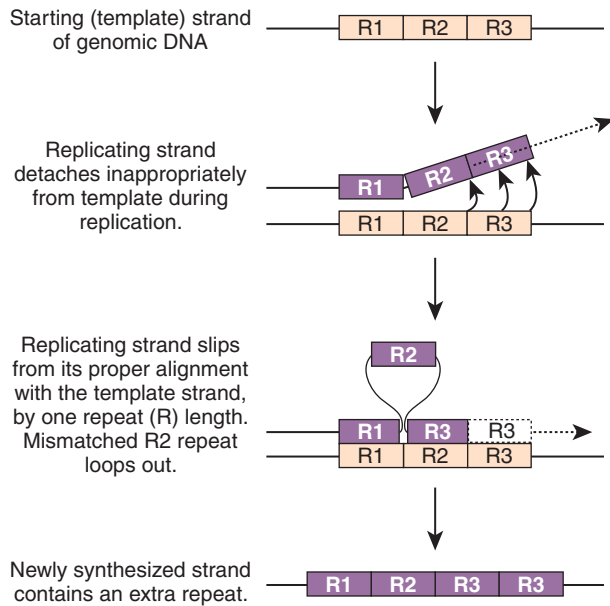 Starting (template) strand
of genomic DNA
R1 R2 R3
Replicating strand
detaches inappropriately
from template during
replication.
R1 R2 R3
R1 R2 R3
Replicating strand slips
from its proper alignment
with the template strand,
by one repeat (R) length.
Mismatched R2 repeat
loops out.
R2
R1 R3 R3
R1 R2 R3
Newly synthesized strand
contains an extra repeat.
R1 R2 R3 R3